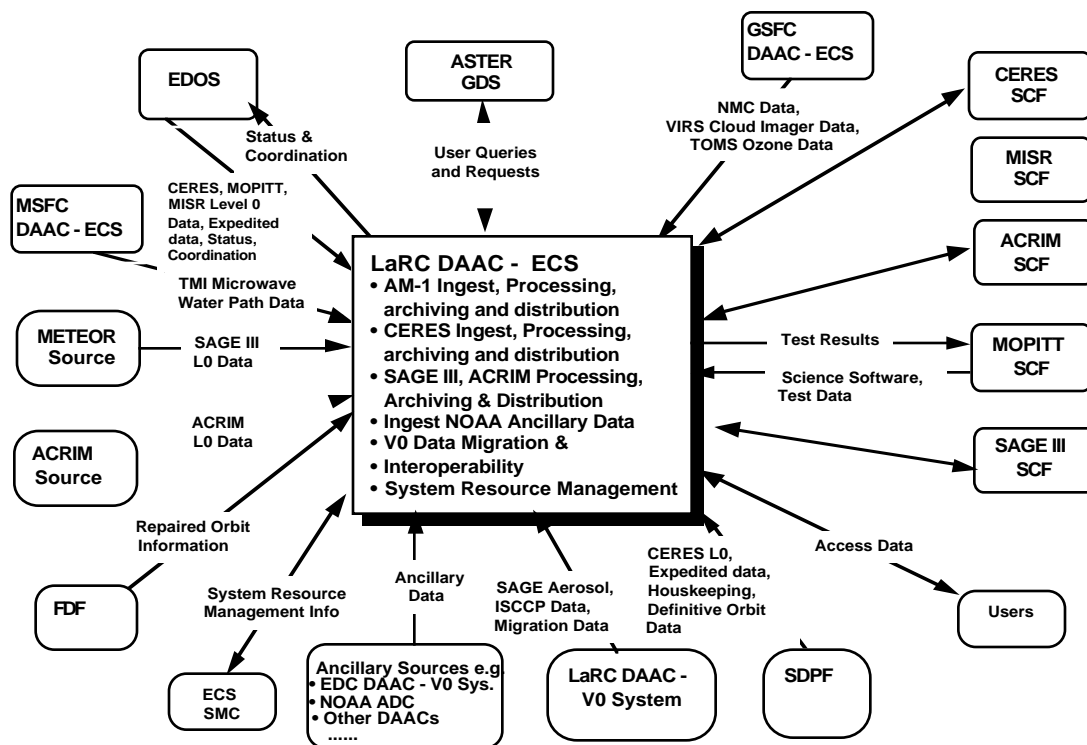 GSFC
DAAC - ECS
ASTER
GDS
EDOS
CERES
SCF
NMC Data,
VIRS Cloud Imager Data,
TOMS Ozone Data
Status &
Coordination
User Queries
and Requests
MISR
SCF
CERES, MOPITT,
MISR Level 0
Data, Expedited
data, Status,
Coordination
MSFC
DAAC - ECS
ACRIM
SCF
TMI Microwave
Water Path Data
LaRC DAAC - ECS
• AM-1 Ingest, Processing,
archiving and distribution
• CERES Ingest, Processing,
archiving and distribution
• SAGE III, ACRIM Processing,
Archiving & Distribution
• Ingest NOAA Ancillary Data
• V0 Data Migration &
• Interoperability
• System Resource Management
METEOR
Source
SAGE III
L0 Data
Test Results
MOPITT
SCF
Science Software,
Test Data
ACRIM
L0 Data
ACRIM
Source
SAGE III
SCF
Repaired Orbit
Information
Access Data
FDF
System Resource
Management Info
Ancillary
Data
SAGE Aerosol,
ISCCP Data,
Migration Data
CERES L0,
Expedited data,
Houskeeping,
Definitive Orbit
Data
Users
ECS
SMC
Ancillary Sources e.g.
• EDC DAAC - V0 Sys.
• NOAA ADC
• Other DAACs
......
LaRC DAAC -
V0 System
SDPF